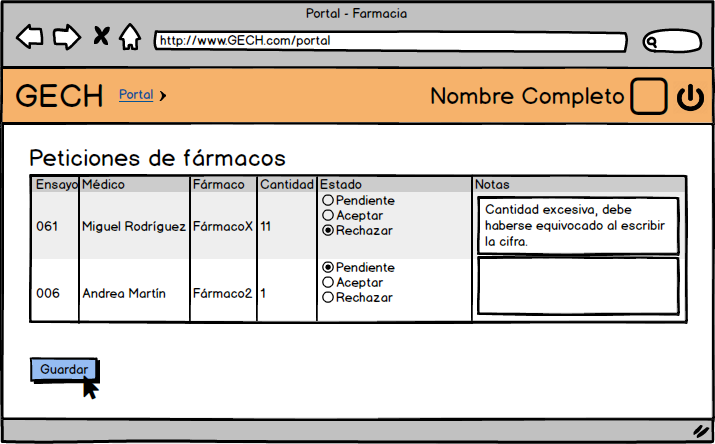 Portal - Farmacia
http://www.GECH.com/portal
GECH Portal Nombre Completo
Peticiones de fármacos
Ensayo Médico Fármaco Cantidad Estado Notas
061 Miguel Rodríguez FármacoX 11
Pendiente
Aceptar
Rechazar
Cantidad excesiva, debe
haberse equivocado al escribir
la cifra.
006 Andrea Martín Fármaco2 1
Pendiente
Aceptar
Rechazar
Guardar